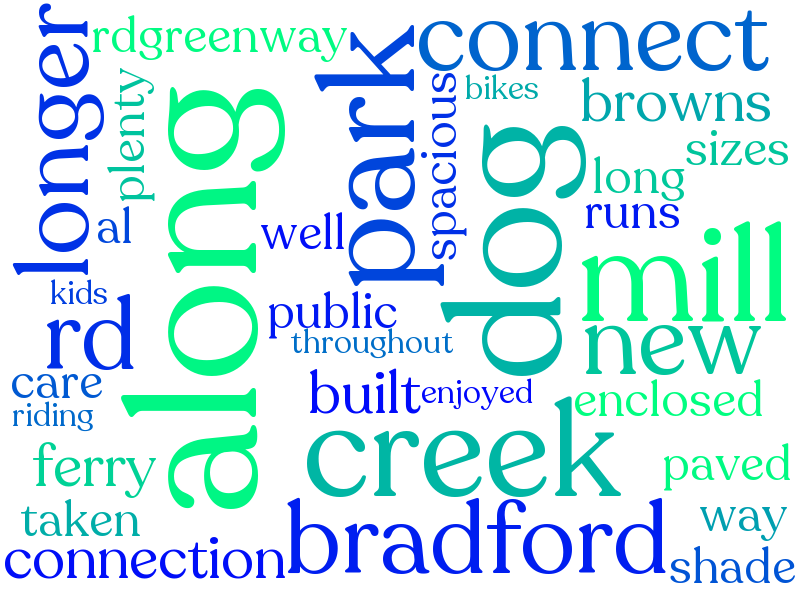 longer
rdgreenway
plenty
along
park
connect
spacious
bikes
browns
sizes
dog
long
runs
al
well
mill
kids
rd
public
throughout
new
care
riding
built
enjoyed
enclosed
creek
ferry
paved
taken
bradford
way
connection
shade